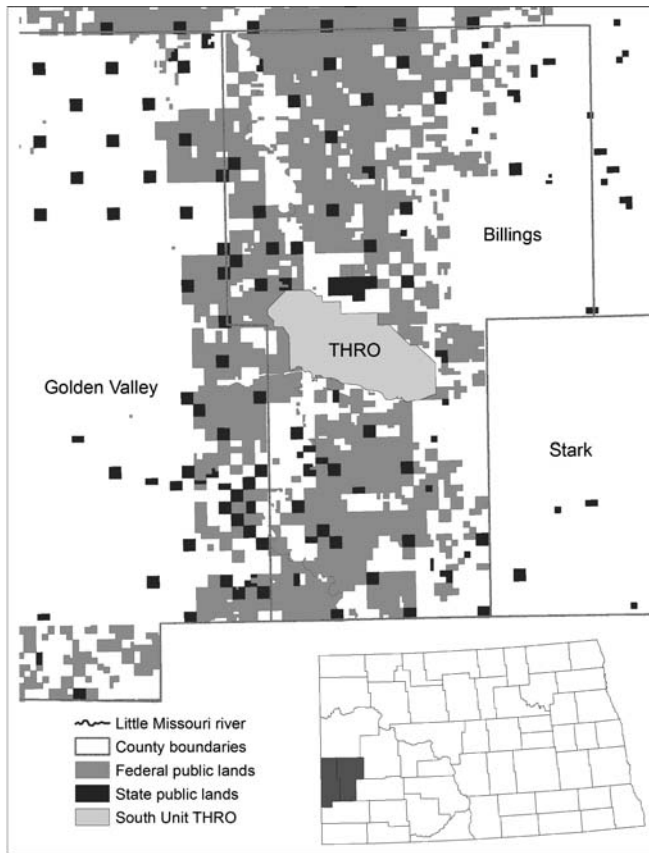 Billings
THRO
Golden Valley
Stark
Little Missouri river
County boundaries
Federal public lands
State public lands
South Unit THRO